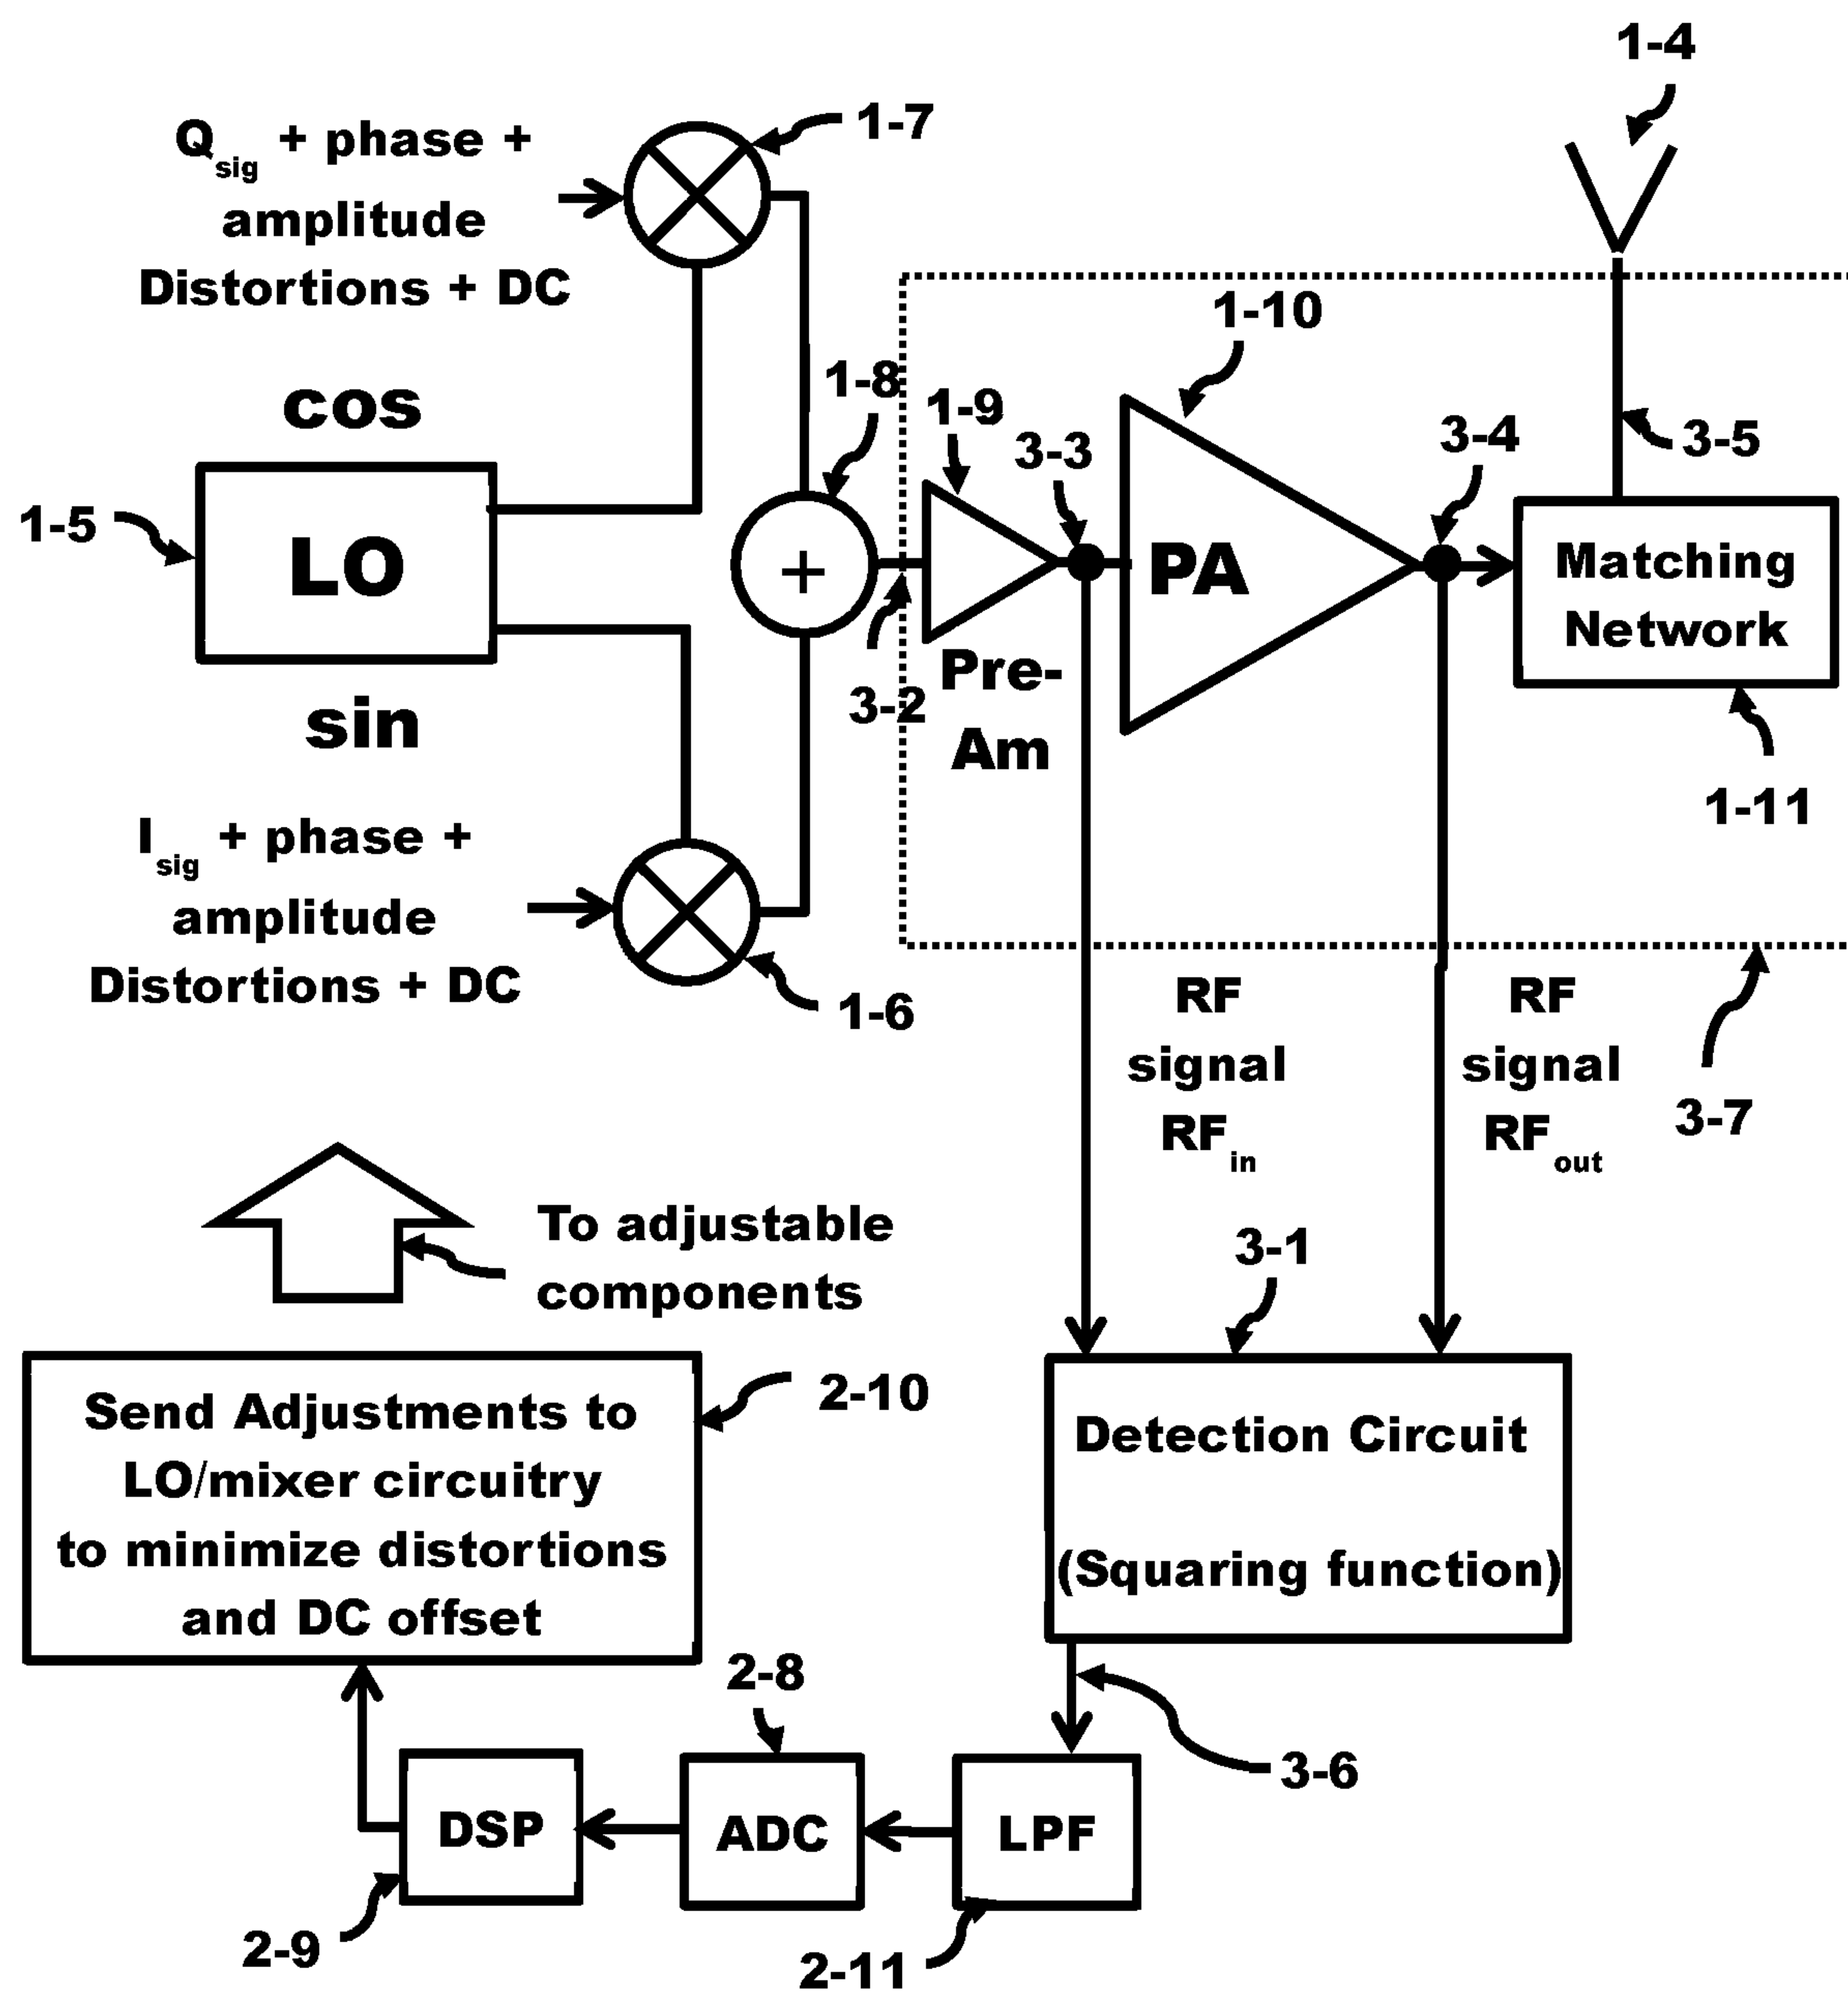 1-4
1-7
Qsig + phase +
amplitude
Distortions + DC
1-10
cos
1-8
1-9
3-3
3-4
3-5
1-5
LO
+
PA
Matching
Network
Pre-
Am
3-2
sin
1-11
Isig + phase +
amplitude
Distortions + DC
1-6
RF
signal
RFin
RF
signal
RFout
3-7
To adjustable
components
3-1
Send Adjustments to
LO/mixer circuitry
to minimize distortions
and DC offset
2-10
Detection Circuit
(Squaring function)
2-8
3-6
DSP
ADC
LPF
2-9
2-11